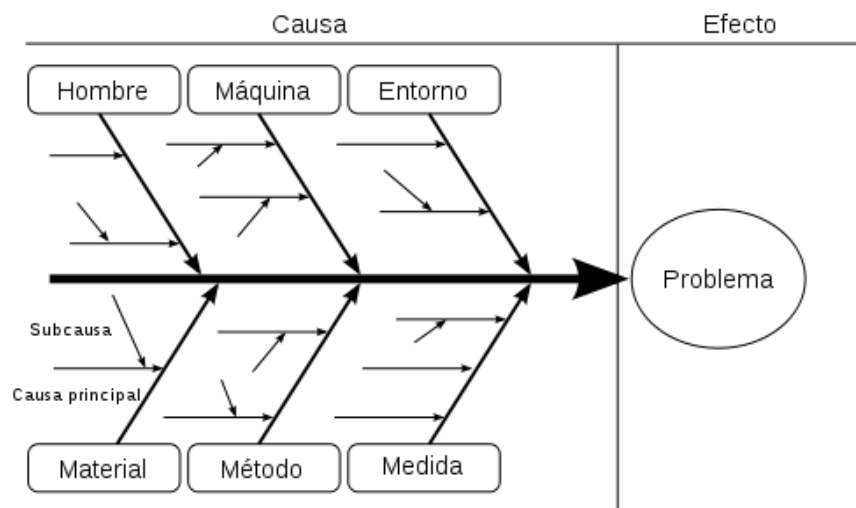 Causa
Efecto
Hombre
Máquina
Entorno
Problema
Subcausa
Causa principal
Material
Método
Medida